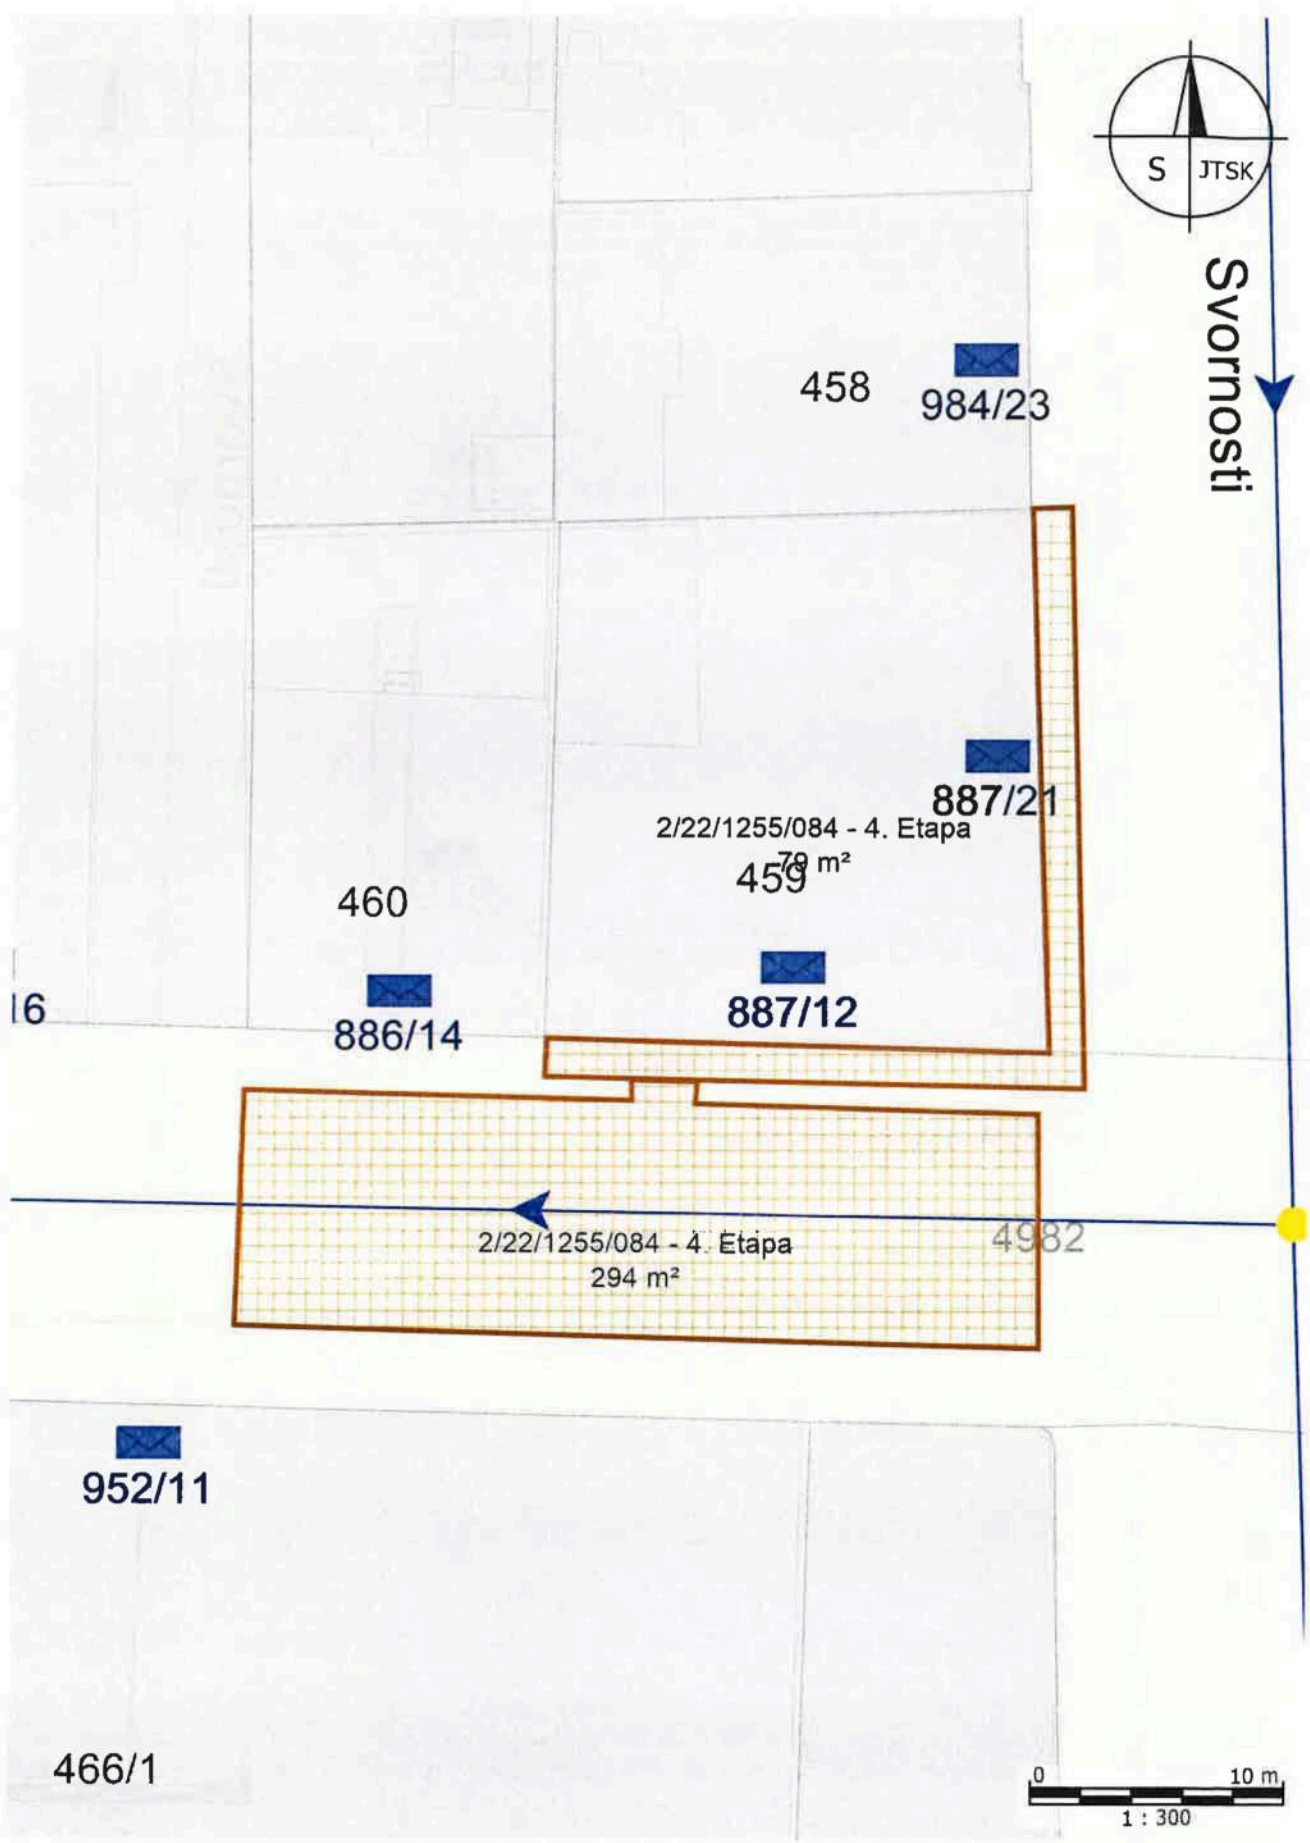 S JTSK
Svornosti
458
984/23
887/21
2/22/1255/084 - 4. Etapa
79 m²
459
460
887/12
16
886/14
4982
2/22/1255/084 - 4. Etapa
294 m²
952/11
466/1
0 10 m
1 : 300